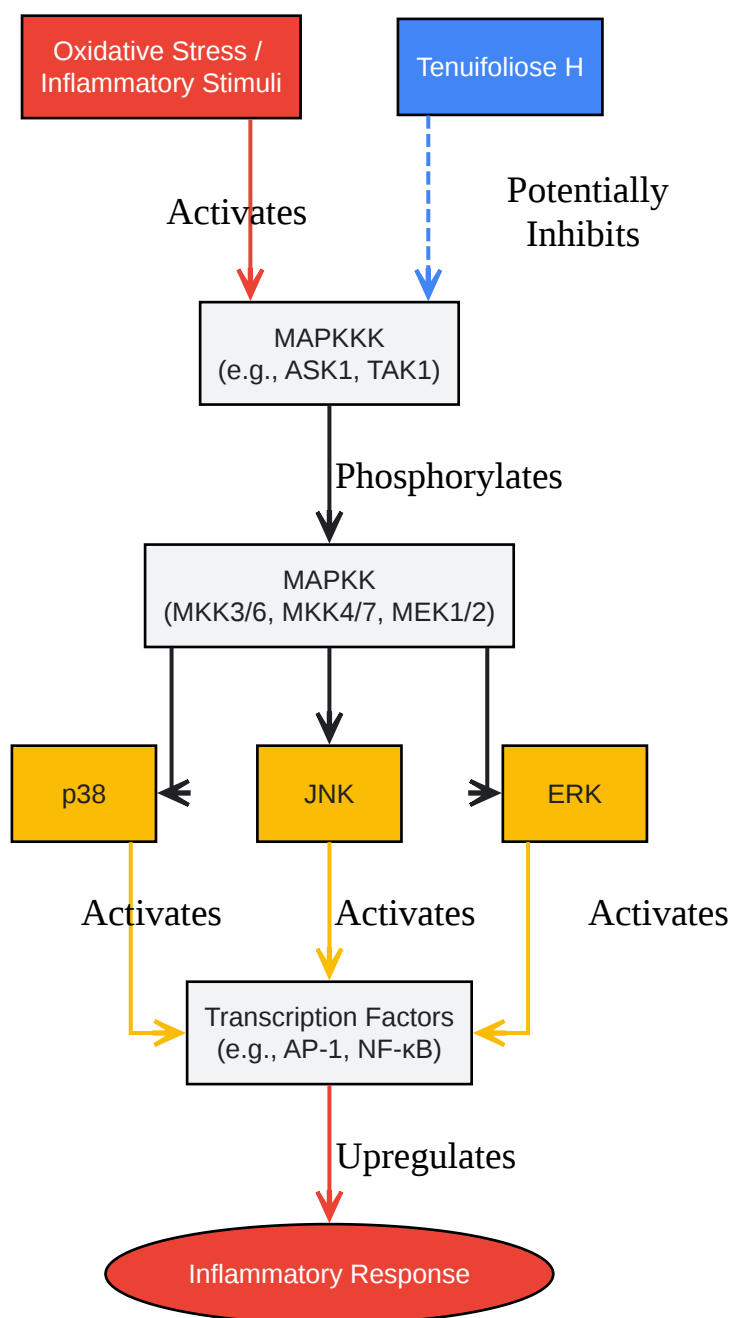 Oxidative Stress /
Inflammatory Stimuli
Tenuifoliose H
Activates
Potentially
Inhibits
MAPKKK
(e.g., ASK1, TAK1)
Phosphorylates
MAPKK
(MKK3/6, MKK4/7, MEK1/2)
p38
JNK
ERK
Activates
Activates
Activates
Transcription Factors
(e.g., AP-1, NF-κB)
Upregulates
Inflammatory Response